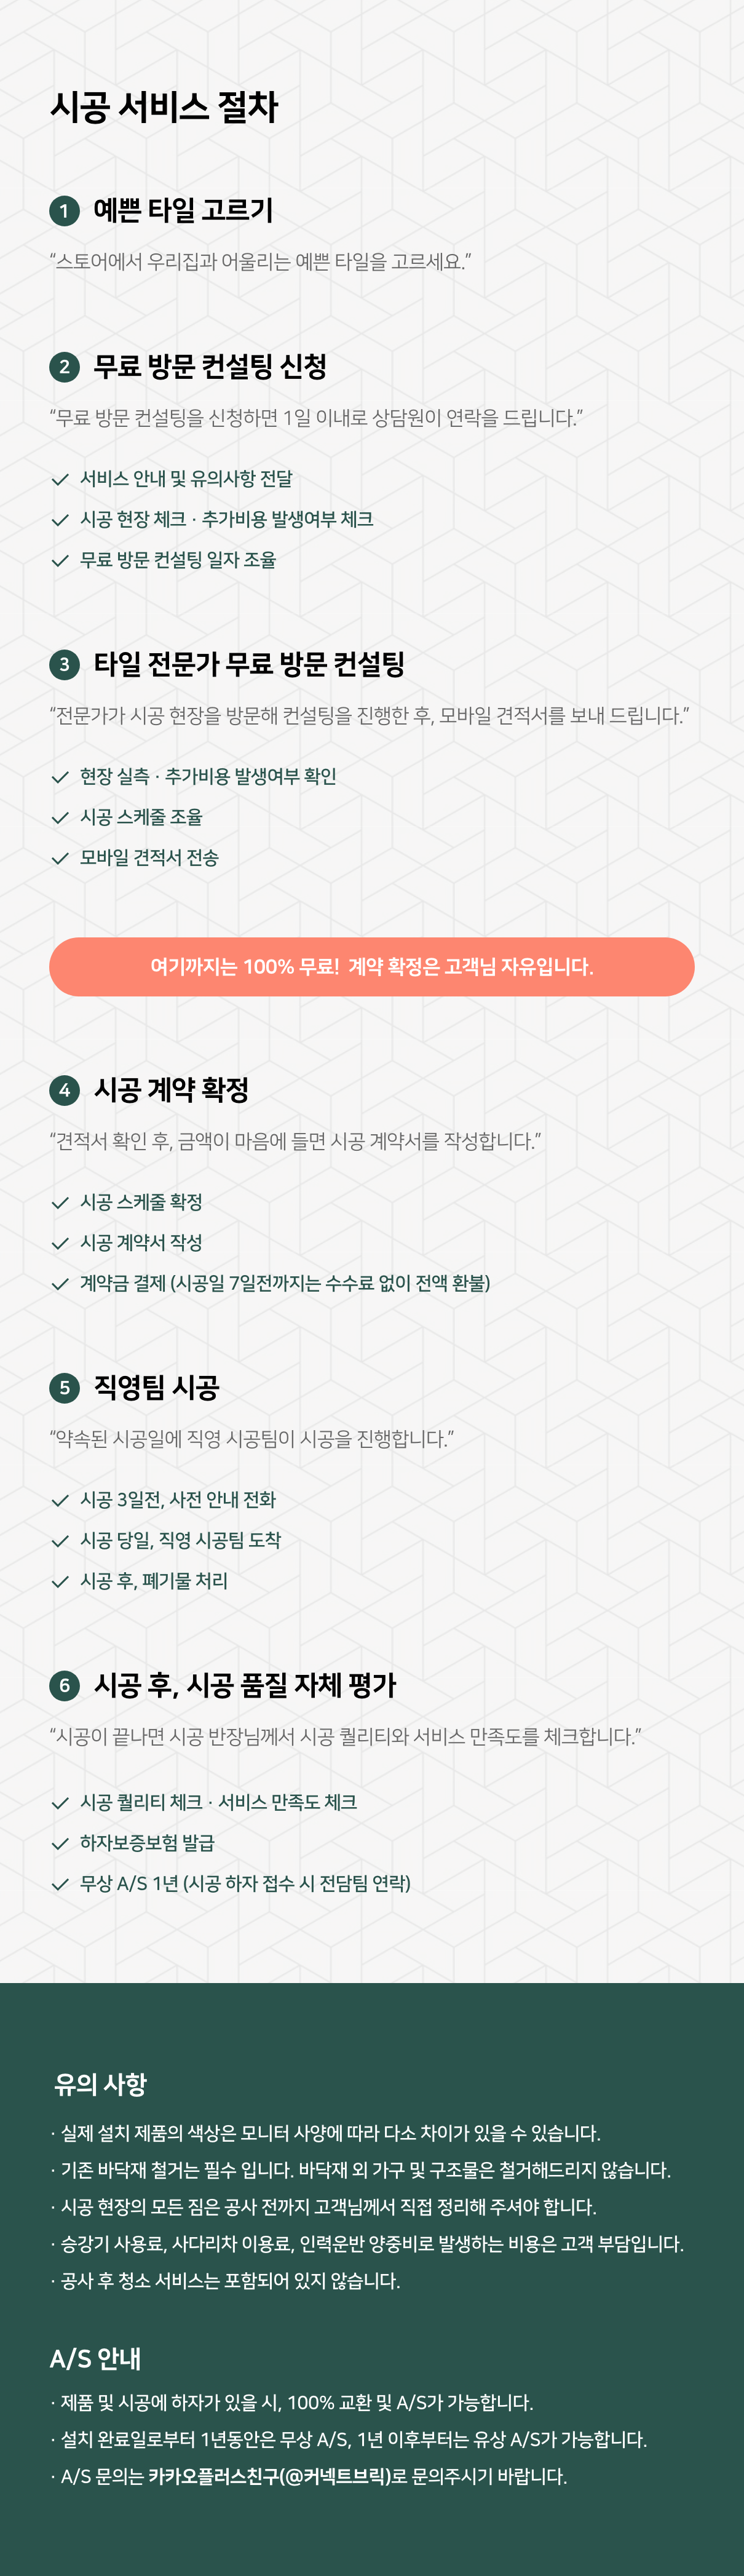 시공 서비스 절차
1 예쁜 타일 고르기
“스토어에서 우리집과 어울리는 예쁜 타일을 고르세요.”
2 무료 방문 컨설팅 신청
“무료 방문 컨설팅을 신청하면 1일 이내로 상담원이 연락을 드립니다.”
서비스 안내 및 유의사항 전달
시공 현장 체크 · 추가비용 발생여부 체크
무료 방문 컨설팅 일자 조율
3 타일 전문가 무료 방문 컨설팅
“전문가가 시공 현장을 방문해 컨설팅을 진행한 후, 모바일 견적서를 보내 드립니다.”
현장 실측 · 추가비용 발생여부 확인
시공 스케줄 조율
모바일 견적서 전송
여기까지는 100% 무료! 계약 확정은 고객님 자유입니다.
4 시공 계약 확정
“견적서 확인 후, 금액이 마음에 들면 시공 계약서를 작성합니다.”
시공 스케줄 확정
시공 계약서 작성
계약금 결제 (시공일 7일전까지는 수수료 없이 전액 환불)
5 직영팀 시공
“약속된 시공일에 직영 시공팀이 시공을 진행합니다.”
시공 3일전, 사전 안내 전화
시공 당일, 직영 시공팀 도착
시공 후, 폐기물 처리
6 시공 후, 시공 품질 자체 평가
“시공이 끝나면 시공 반장님께서 시공 퀄리티와 서비스 만족도를 체크합니다.”
시공 퀄리티 체크 · 서비스 만족도 체크
하자보증보험 발급
무상 A/S 1년 (시공 하자 접수 시 전담팀 연락)
유의 사항
· 실제 설치 제품의 색상은 모니터 사양에 따라 다소 차이가 있을 수 있습니다.
· 기존 바닥재 철거는 필수 입니다. 바닥재 외 가구 및 구조물은 철거해드리지 않습니다.
· 시공 현장의 모든 짐은 공사 전까지 고객님께서 직접 정리해 주셔야 합니다.
· 승강기 사용료, 사다리차 이용료, 인력운반 양중비로 발생하는 비용은 고객 부담입니다.
· 공사 후 청소 서비스는 포함되어 있지 않습니다.
A/S 안내
· 제품 및 시공에 하자가 있을 시, 100% 교환 및 A/S가 가능합니다.
· 설치 완료일로부터 1년동안은 무상 A/S, 1년 이후부터는 유상 A/S가 가능합니다.
· A/S 문의는 카카오플러스친구(@커넥트브릭)로 문의주시기 바랍니다.